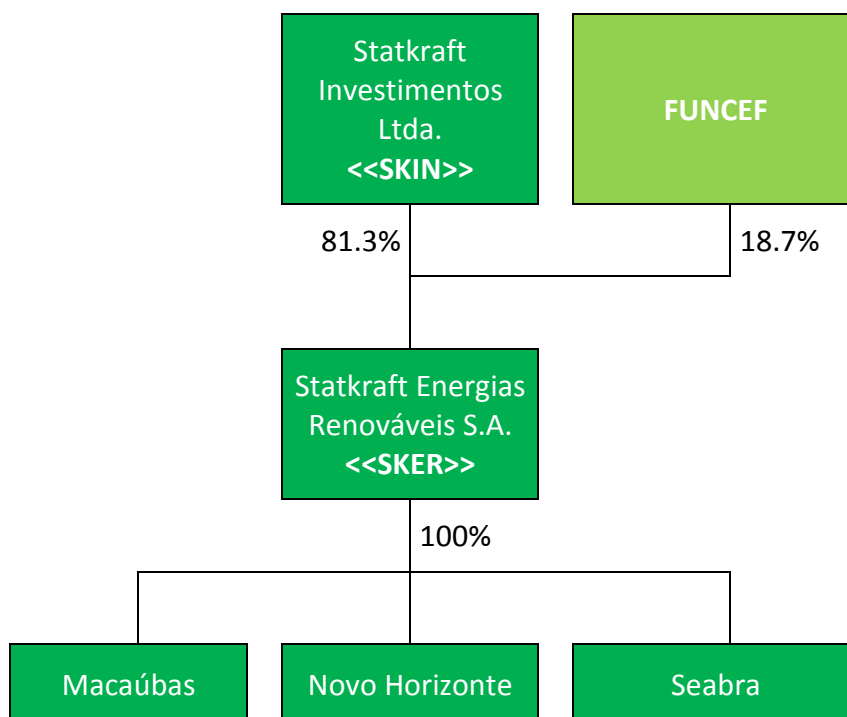 Statkraft
Investimentos
Ltda.
<<SKIN>>
FUNCEF
81.3%
18.7%
Statkraft Energias
Renováveis S.A.
<<SKER>>
100%
Macaúbas
Novo Horizonte
Seabra